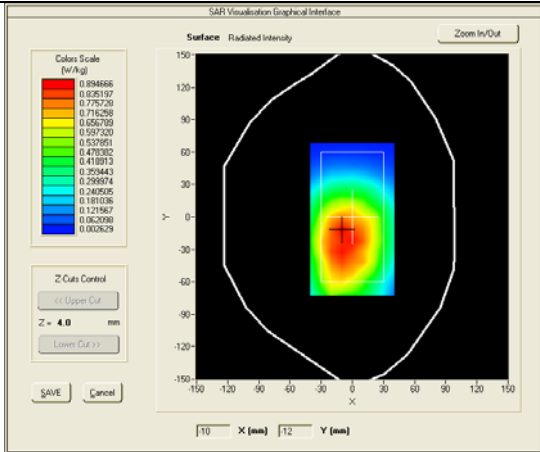 SAR Visualisation Graphical Interface
Surface Radiated Intensity
Zoom In/Out
Colors Scale
(W/kg)
0.894666
0.835197
0.775728
0.716258
0.656789
0.597320
0.537851
0.478382
0.418913
0.359443
0.299974
0.240505
0.181036
0.121567
0.062098
0.002629
150
120
90
60
30
0
-30
-60
-90
-120
-150
Y
-150 -120 -90 -60 -30 0 30 60 90 120 150
X
Z Cuts Control
<< Upper Cut
Z = 4.0 mm
Lower Cut >>
SAVE Cancel
-10 X (mm) -12 Y (mm)